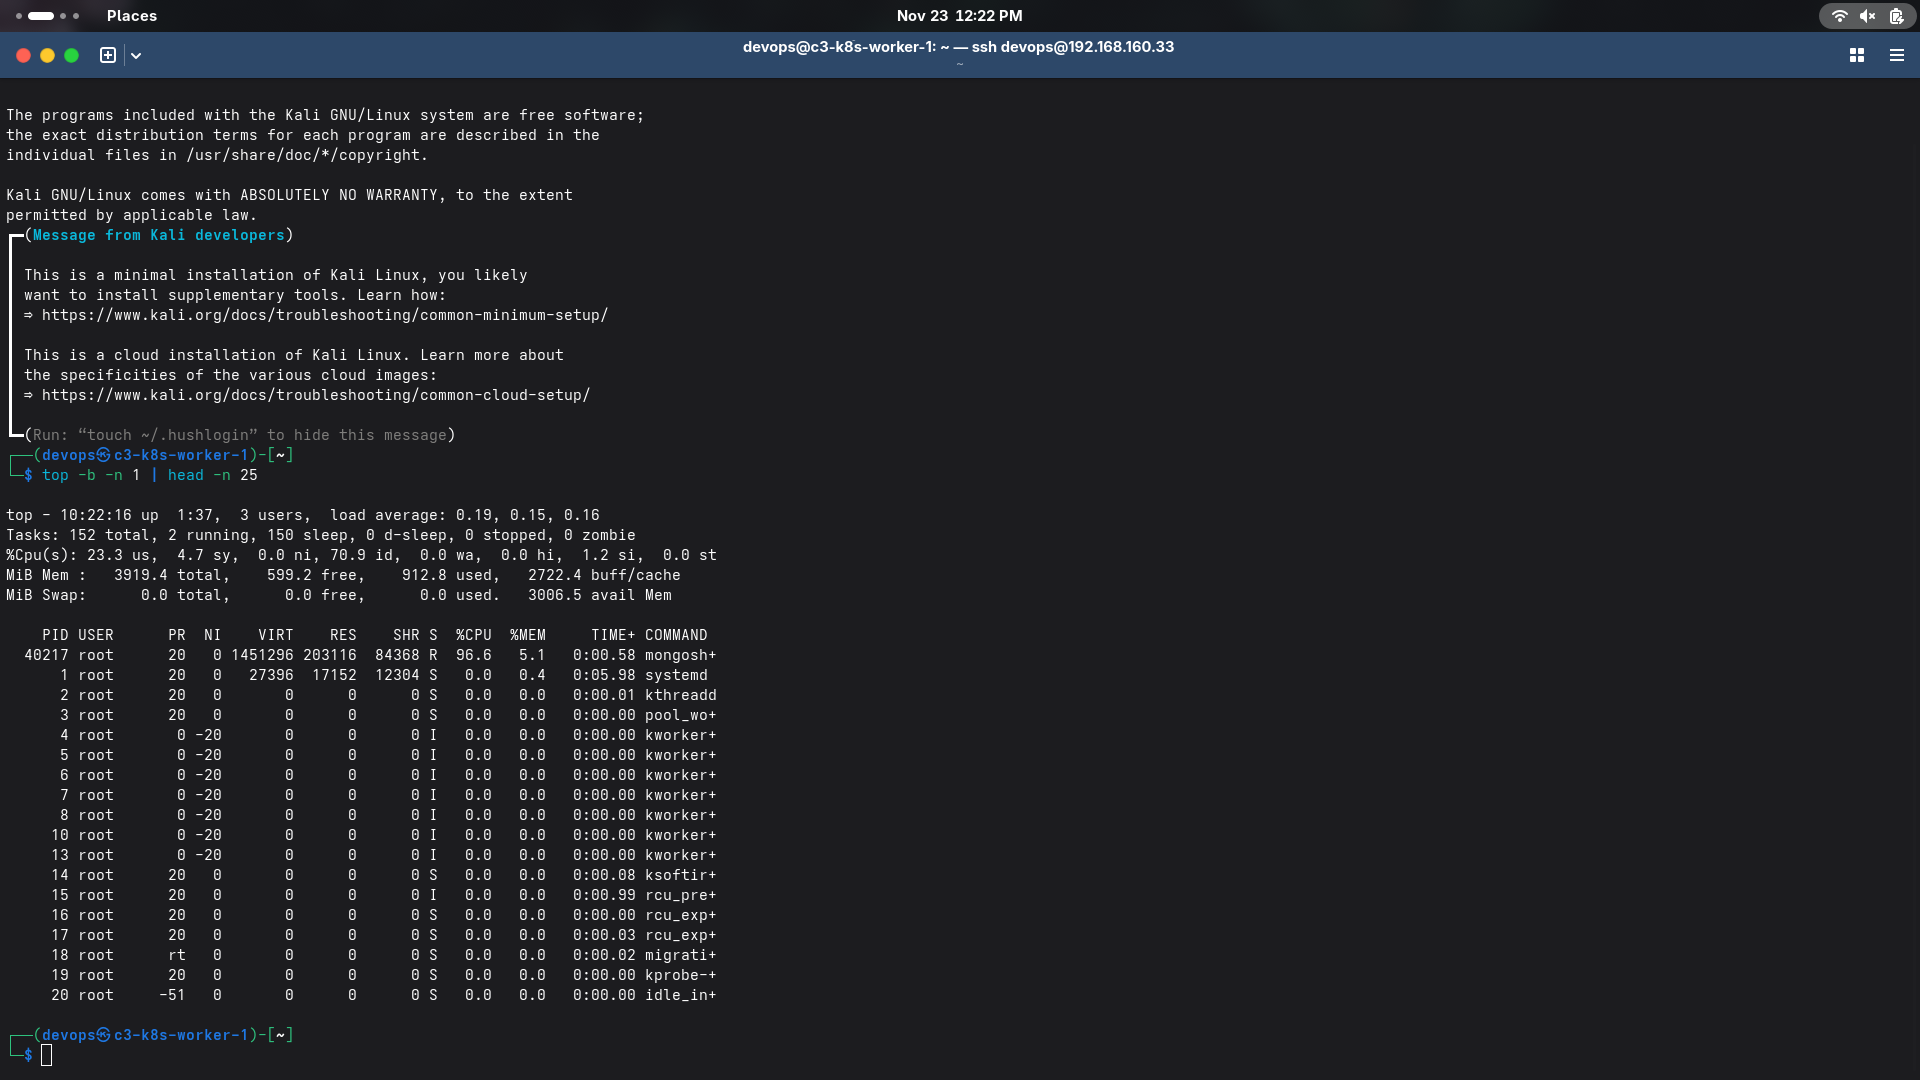 Places
Nov 23 12:22 PM
devops@c3-k8s-worker-1: ~ — ssh devops@192.168.160.33
~
The programs included with the Kali GNU/Linux system are free software;
the exact distribution terms for each program are described in the
individual files in /usr/share/doc/*/copyright.
Kali GNU/Linux comes with ABSOLUTELY NO WARRANTY, to the extent
permitted by applicable law.
┏━(Message from Kali developers)
┃ This is a minimal installation of Kali Linux, you likely
┃ want to install supplementary tools. Learn how:
┃ ⇒ https://www.kali.org/docs/troubleshooting/common-minimum-setup/
┃ This is a cloud installation of Kali Linux. Learn more about
┃ the specificities of the various cloud images:
┃ ⇒ https://www.kali.org/docs/troubleshooting/common-cloud-setup/
┗━(Run: “touch ~/.hushlogin” to hide this message)
┌──(devops㉿c3-k8s-worker-1)-[~]
└─$ top -b -n 1 | head -n 25
top - 10:22:16 up  1:37,  3 users,  load average: 0.19, 0.15, 0.16
Tasks: 152 total, 2 running, 150 sleep, 0 d-sleep, 0 stopped, 0 zombie
%Cpu(s): 23.3 us,  4.7 sy,  0.0 ni, 70.9 id,  0.0 wa,  0.0 hi,  1.2 si,  0.0 st
MiB Mem :   3919.4 total,    599.2 free,    912.8 used,   2722.4 buff/cache
MiB Swap:      0.0 total,      0.0 free,      0.0 used.   3006.5 avail Mem
    PID USER      PR  NI    VIRT    RES    SHR S  %CPU  %MEM     TIME+ COMMAND
  40217 root      20   0 1451296 203116  84368 R  96.6   5.1   0:00.58 mongosh+
      1 root      20   0   27396  17152  12304 S   0.0   0.4   0:05.98 systemd
      2 root      20   0       0      0      0 S   0.0   0.0   0:00.01 kthreadd
      3 root      20   0       0      0      0 S   0.0   0.0   0:00.00 pool_wo+
      4 root       0 -20       0      0      0 I   0.0   0.0   0:00.00 kworker+
      5 root       0 -20       0      0      0 I   0.0   0.0   0:00.00 kworker+
      6 root       0 -20       0      0      0 I   0.0   0.0   0:00.00 kworker+
      7 root       0 -20       0      0      0 I   0.0   0.0   0:00.00 kworker+
      8 root       0 -20       0      0      0 I   0.0   0.0   0:00.00 kworker+
     10 root       0 -20       0      0      0 I   0.0   0.0   0:00.00 kworker+
     13 root       0 -20       0      0      0 I   0.0   0.0   0:00.00 kworker+
     14 root      20   0       0      0      0 S   0.0   0.0   0:00.08 ksoftir+
     15 root      20   0       0      0      0 I   0.0   0.0   0:00.99 rcu_pre+
     16 root      20   0       0      0      0 S   0.0   0.0   0:00.00 rcu_exp+
     17 root      20   0       0      0      0 S   0.0   0.0   0:00.03 rcu_exp+
     18 root      rt   0       0      0      0 S   0.0   0.0   0:00.02 migrati+
     19 root      20   0       0      0      0 S   0.0   0.0   0:00.00 kprobe-+
     20 root     -51   0       0      0      0 S   0.0   0.0   0:00.00 idle_in+
┌──(devops㉿c3-k8s-worker-1)-[~]
└─$